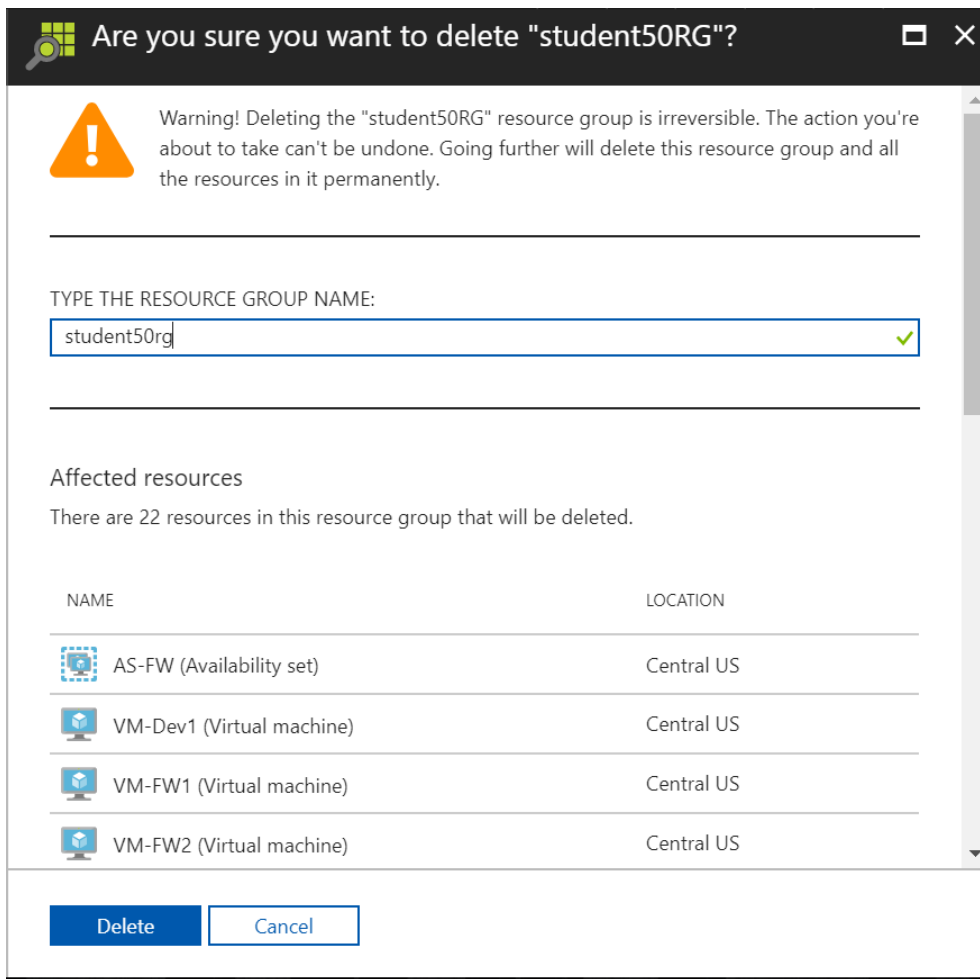 Are you sure you want to delete "student50RG"?
Warning! Deleting the "student50RG" resource group is irreversible. The action you're
about to take can't be undone. Going further will delete this resource group and all
the resources in it permanently.
TYPE THE RESOURCE GROUP NAME:
student50rg
Affected resources
There are 22 resources in this resource group that will be deleted.
NAME LOCATION
AS-FW (Availability set) Central US
VM-Dev1 (Virtual machine) Central US
VM-FW1 (Virtual machine) Central US
VM-FW2 (Virtual machine) Central US
Delete Cancel